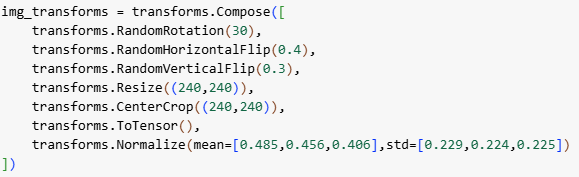 img_transforms = transforms.Compose([
    transforms.RandomRotation(30),
    transforms.RandomHorizontalFlip(0.4),
    transforms.RandomVerticalFlip(0.3),
    transforms.Resize((240,240)),
    transforms.CenterCrop((240,240)),
    transforms.ToTensor(),
    transforms.Normalize(mean=[0.485,0.456,0.406],std=[0.229,0.224,0.225])
])